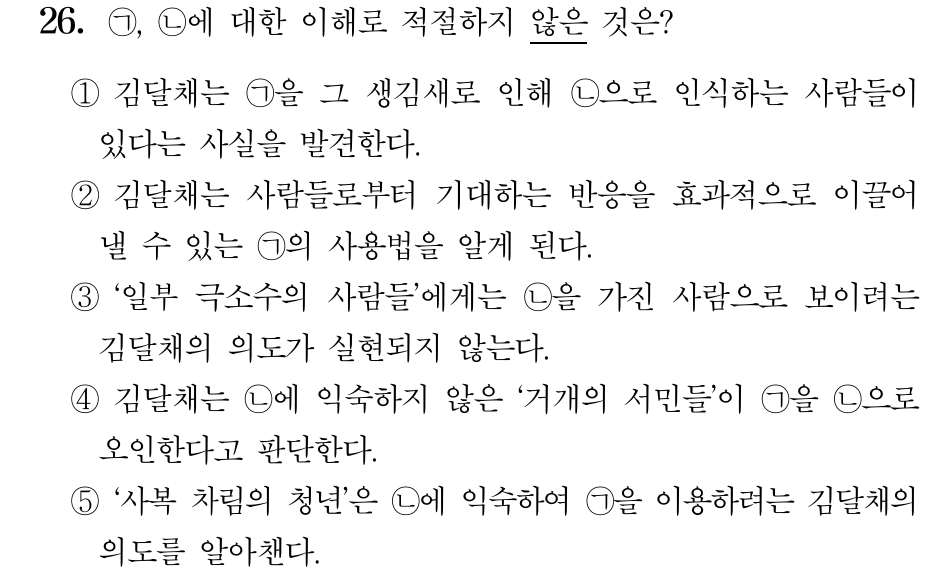 26. ㉠, ㉡에 대한 이해로 적절하지 않은 것은?
① 김달채는 ㉠을 그 생김새로 인해 ㉡으로 인식하는 사람들이
있다는 사실을 발견한다.
② 김달채는 사람들로부터 기대하는 반응을 효과적으로 이끌어
낼 수 있는 ㉠의 사용법을 알게 된다.
③ ‘일부 극소수의 사람들’에게는 ㉡을 가진 사람으로 보이려는
김달채의 의도가 실현되지 않는다.
④ 김달채는 ㉡에 익숙하지 않은 ‘거개의 서민들’이 ㉠을 ㉡으로
오인한다고 판단한다.
⑤ ‘사복 차림의 청년’은 ㉡에 익숙하여 ㉠을 이용하려는 김달채의
의도를 알아챈다.